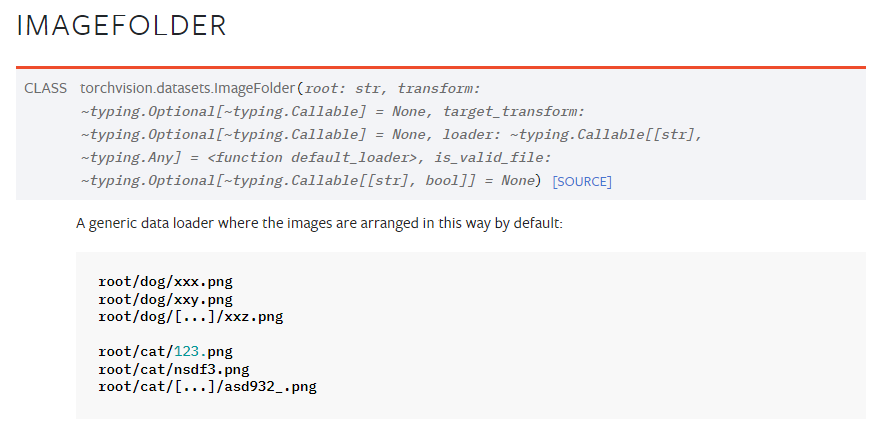 IMAGEFOLDER
CLASS torchvision.datasets.ImageFolder(root: str, transform:
~typing.Optional[~typing.Callable] = None, target_transform:
~typing.Optional[~typing.Callable] = None, loader: ~typing.Callable[[str],
~typing.Any] = <function default_loader>, is_valid_file:
~typing.Optional[~typing.Callable[[str], bool]] = None) [SOURCE]
A generic data loader where the images are arranged in this way by default:
root/dog/xxx.png
root/dog/xxy.png
root/dog/[...]/xxz.png
root/cat/123.png
root/cat/nsdf3.png
root/cat/[...]/asd932_.png